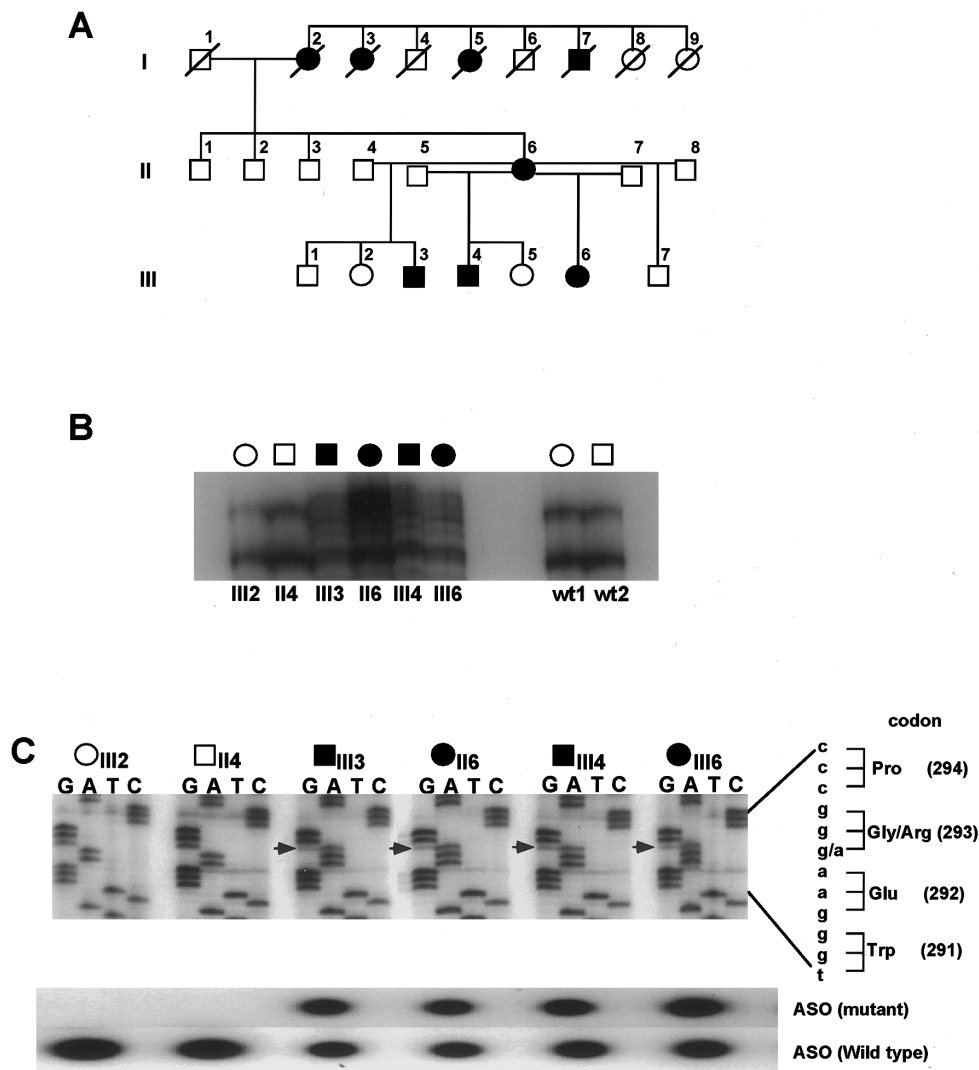 A
1 2 3 4 5 6 7 8 9
I
1 2 3 4 5 6 7 8
II
1 2 3 4 5 6 7
III
B
III2 II4 III3 II6 III4 III6 wt1 wt2
codon
C
III2 II4 III3 II6 III4 III6
G A T C G A T C G A T C G A T C G A T C G A T C
c
c Pro (294)
c
g
g Gly/Arg (293)
g/a
a
a Glu (292)
g
g
g Trp (291)
t
ASO (mutant)
ASO (Wild type)